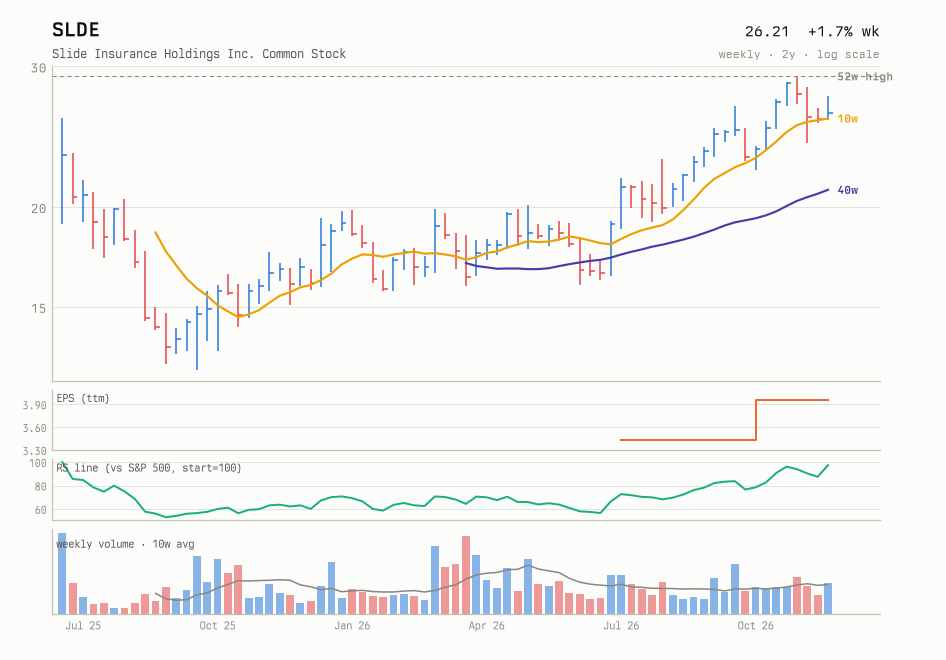 SLDE
26.21 +1.7% wk
Slide Insurance Holdings Inc. Common Stock
weekly · 2y · log scale
30
52w high
10w
40w
20
15
EPS (ttm)
3.90
3.60
3.30
RS line (vs S&P 500, start=100)
100
80
60
weekly volume · 10w avg
Jul 25
Oct 25
Jan 26
Apr 26
Jul 26
Oct 26